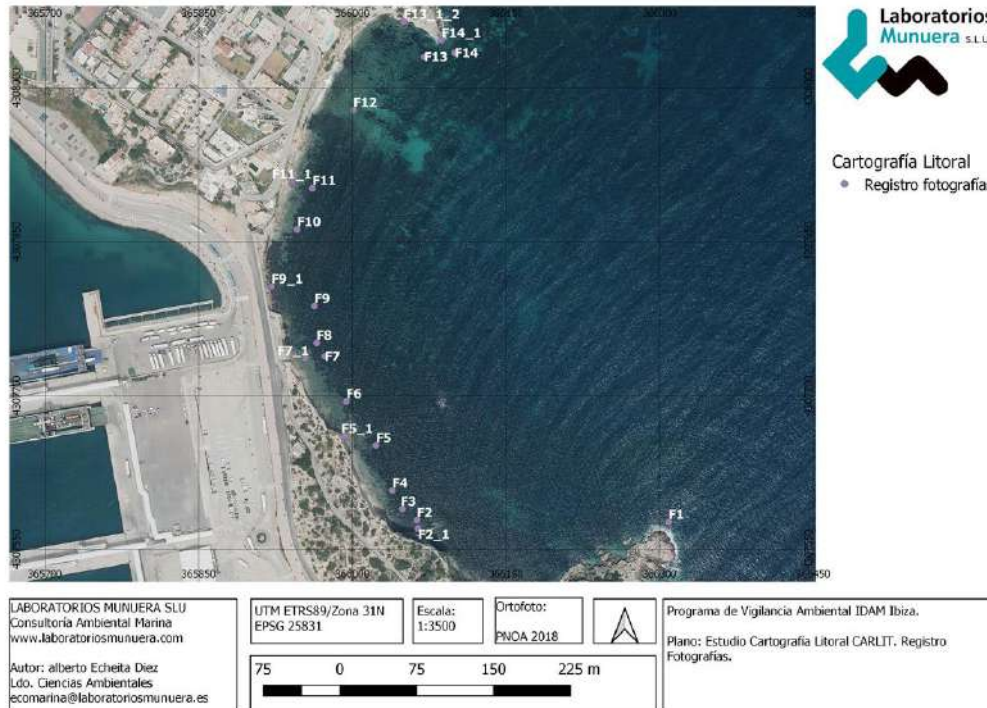 365700
365850
366000
366150
366300
F13_1_2
F14_1
F14
F13
4308000
F12
F11_1
F11
F10
4307850
F9_1
F9
F8
F7_1
F7
4307700
F6
F5_1
F5
F4
F3
F2
F2_1
F1
4307550
365700
365850
366000
366150
366300
366450
Laboratorios
Munuera S.L.U
Cartografía Litoral
Registro fotografía
LABORATORIOS MUNUERA SLU
Consultoría Ambiental Marina
www.laboratoriosmunuera.com
Autor: alberto Echeita Diez
Ldo. Ciencias Ambientales
ecomarina@laboratoriosmunuera.es
UTM ETRS89/Zona 31N
EPSG 25831
Escala:
1:3500
Ortofoto:
PNOA 2018
75 0 75 150 225 m
Programa de Vigilancia Ambiental IDAM Ibiza.
Plano: Estudio Cartografía Litoral CARLIT. Registro
Fotografías.